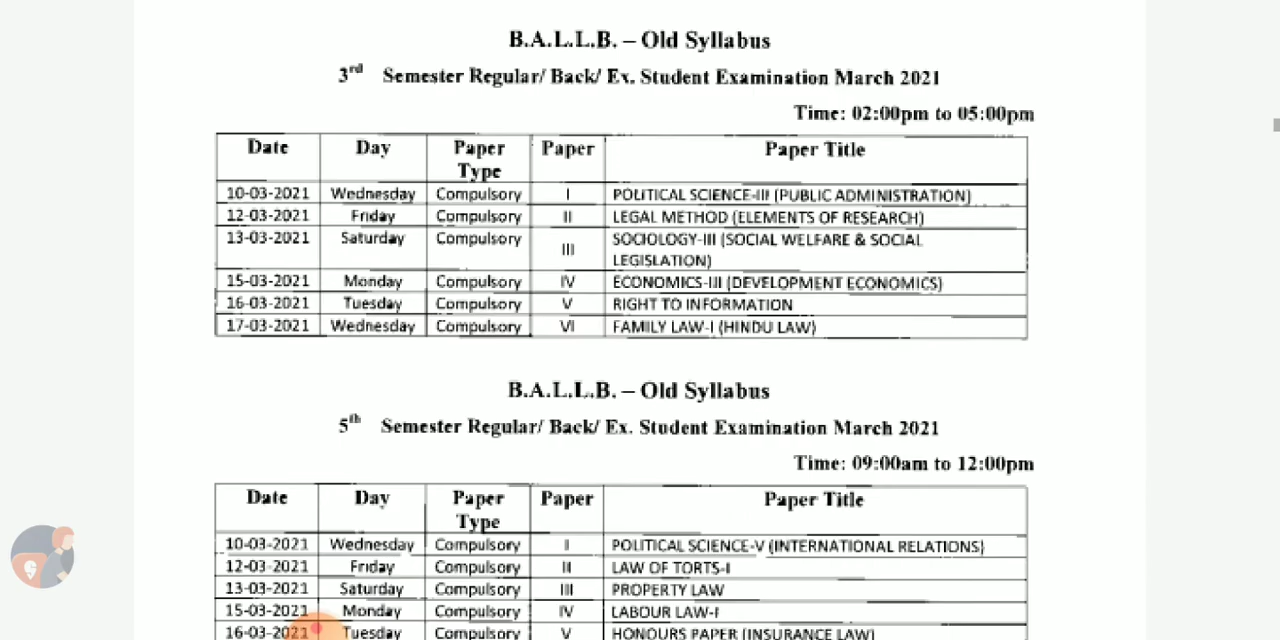 B.A.L.L.B. – Old Syllabus
3rd Semester Regular/ Back/ Ex. Student Examination March 2021
Time: 02:00pm to 05:00pm
Date Day Paper Type Paper Paper Title
10-03-2021 Wednesday Compulsory I POLITICAL SCIENCE-III (PUBLIC ADMINISTRATION)
12-03-2021 Friday Compulsory II LEGAL METHOD (ELEMENTS OF RESEARCH)
13-03-2021 Saturday Compulsory III SOCIOLOGY-III (SOCIAL WELFARE & SOCIAL
LEGISLATION)
15-03-2021 Monday Compulsory IV ECONOMICS-III (DEVELOPMENT ECONOMICS)
16-03-2021 Tuesday Compulsory V RIGHT TO INFORMATION
17-03-2021 Wednesday Compulsory VI FAMILY LAW-I (HINDU LAW)
B.A.L.L.B. – Old Syllabus
5th Semester Regular/ Back/ Ex. Student Examination March 2021
Time: 09:00am to 12:00pm
Date Day Paper Type Paper Paper Title
10-03-2021 Wednesday Compulsory I POLITICAL SCIENCE-V (INTERNATIONAL RELATIONS)
12-03-2021 Friday Compulsory II LAW OF TORTS-I
13-03-2021 Saturday Compulsory III PROPERTY LAW
15-03-2021 Monday Compulsory IV LABOUR LAW-I
16-03-2021 Tuesday Compulsory V HONOURS PAPER (INSURANCE LAW)